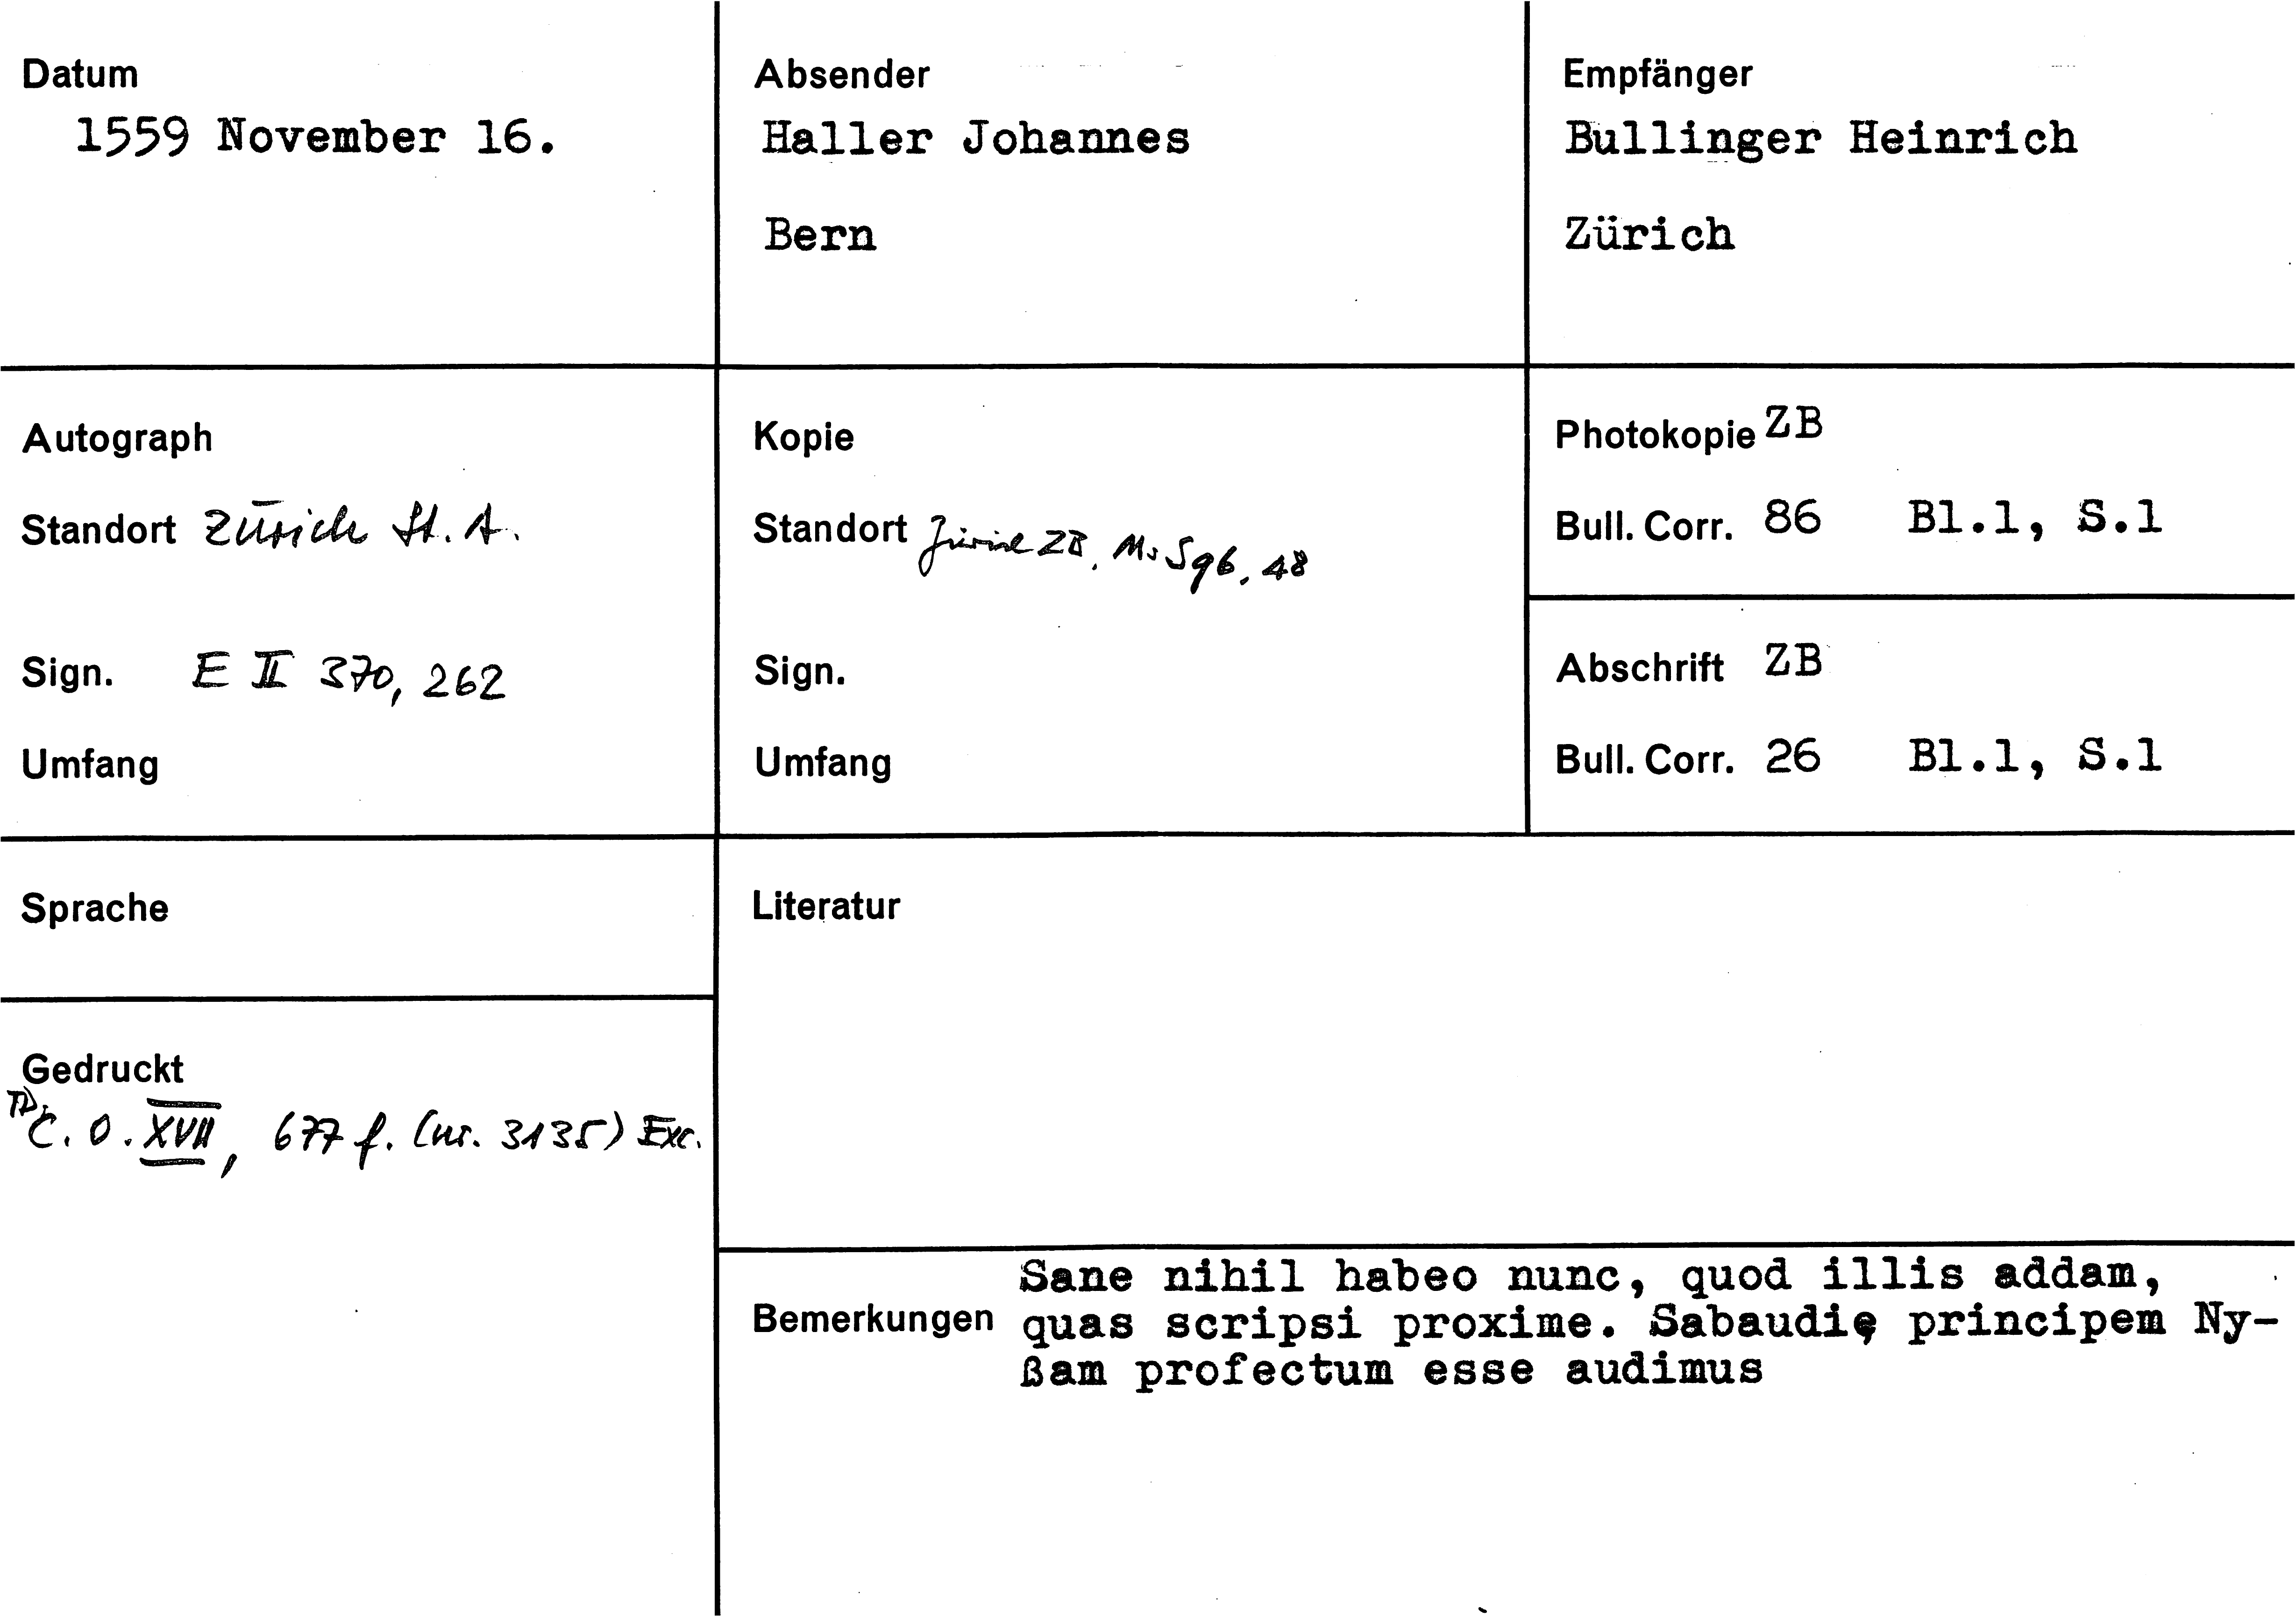 Datum
1559 November 16.
Absender
Haller Johannes
Bern
Empfänger
Bullinger Heinrich
Zürich
Autograph
Standort Zürich St. A.
Sign. E II 370, 262
Umfang
Kopie
Standort Zürich ZB, Ms S 96, 48
Sign.
Umfang
Photokopie ZB
Bull. Corr. 86 Bl.1, S.1
Abschrift ZB
Bull. Corr. 26 Bl.1, S.1
Sprache
Gedruckt
TD.
C. O. XVII, 677 f. (nr. 3135) Exc.
Literatur
Bemerkungen
Sane nihil habeo nunc, quod illis addam,
quas scripsi proxime. Sabaudię principem Ny-
ßam profectum esse audimus